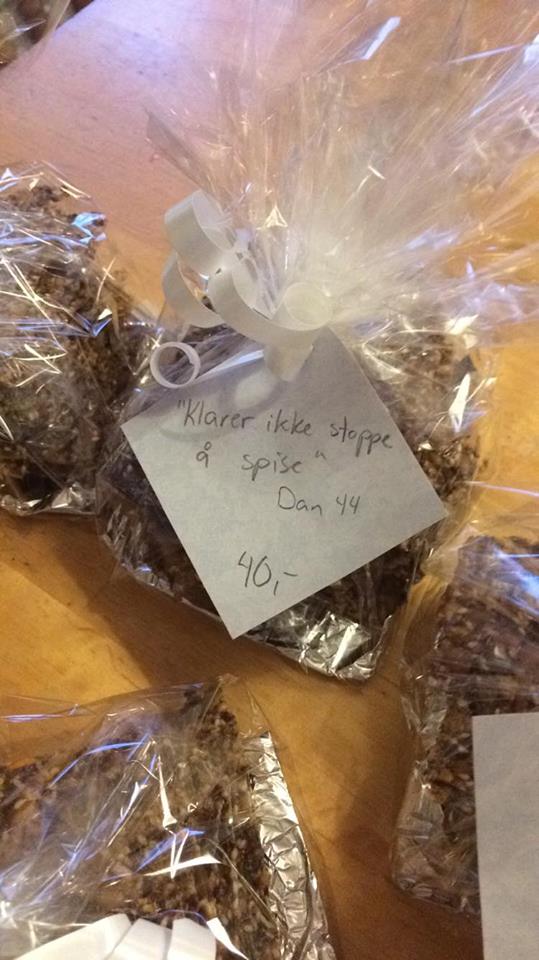 "Klarer ikke stoppe
å spise"
Dan 44
40,-